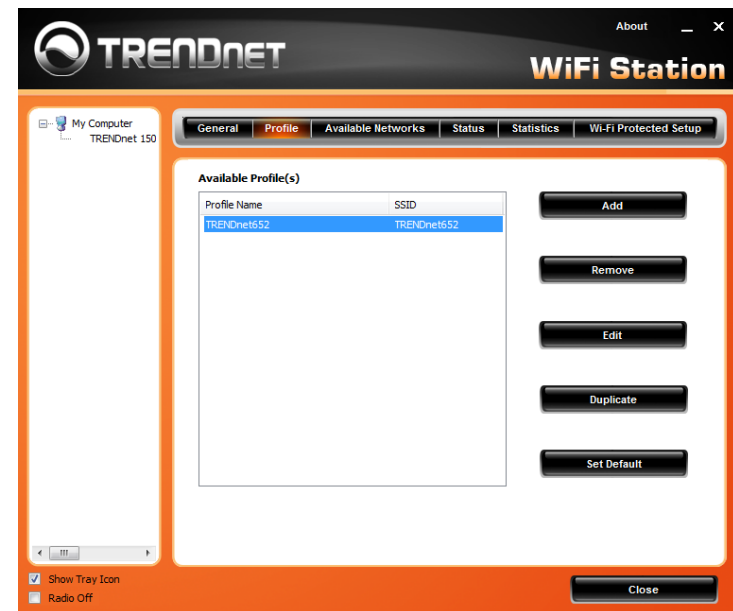 About
TRENDnet
WiFi Station
My Computer
TRENDnet 150
General Profile Available Networks Status Statistics Wi-Fi Protected Setup
Available Profile(s)
Profile Name SSID
TRENDnet652 TRENDnet652
Add
Remove
Edit
Duplicate
Set Default
Show Tray Icon
Radio Off
Close